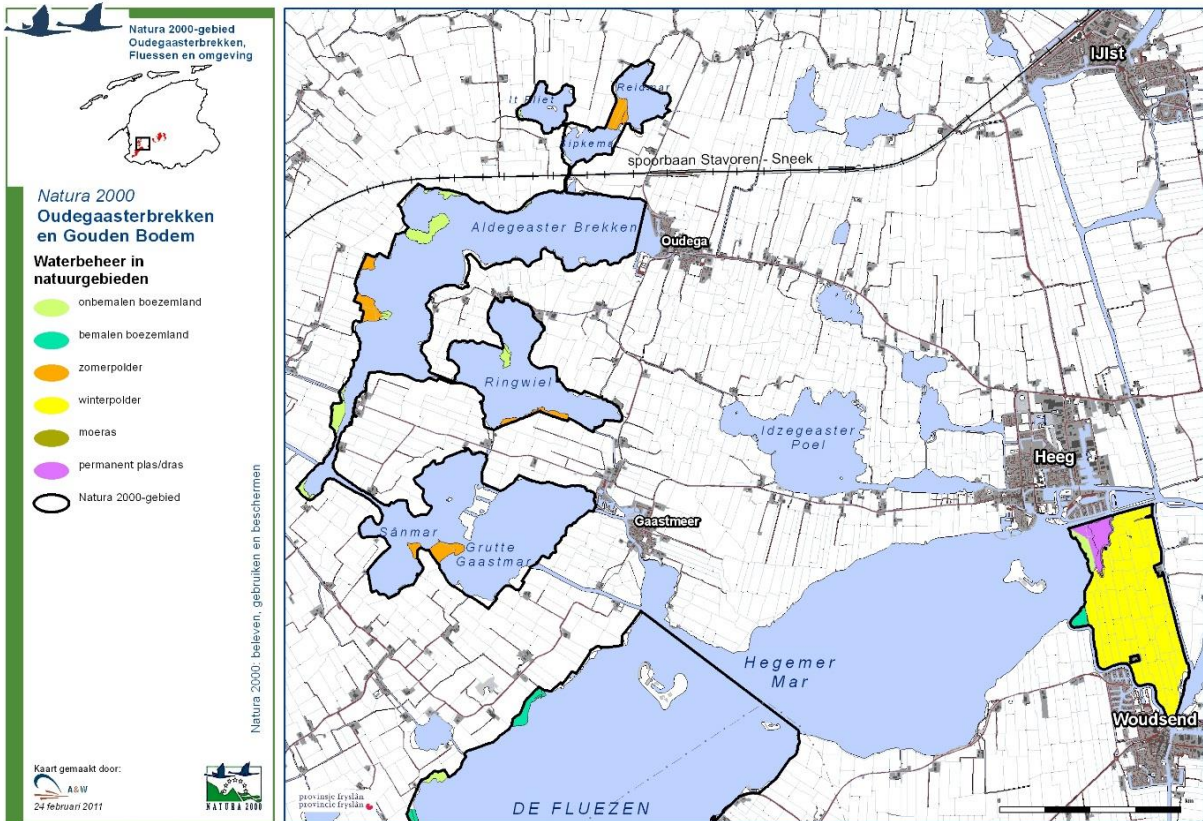 Natura 2000-gebied
Oudegaasterbrekken,
Fluessen en omgeving
Natura 2000
Oudegaasterbrekken
en Gouden Bodem
Waterbeheer in
natuurgebieden
onbemalen boezemland
bemalen boezemland
zomerpolder
winterpolder
moeras
permanent plas/dras
Natura 2000-gebied
Natura 2000: beleven, gebruiken en beschermen
Kaart gemaakt door:
A&W
24 februari 2011
NATURA 2000
IJlst
It Fliet
spoorbaan Stavoren - Sneek
Aldegeaster Brekken
Oudega
Ringwiel
Idzegeaster
Poel
Heeg
Sânmar
Grutte
Gaastmar
Gaastmeer
Hegemer
Mar
Woudsend
DE FLUEZEN
provinsje fryslân
provincie fryslân
0
2 km